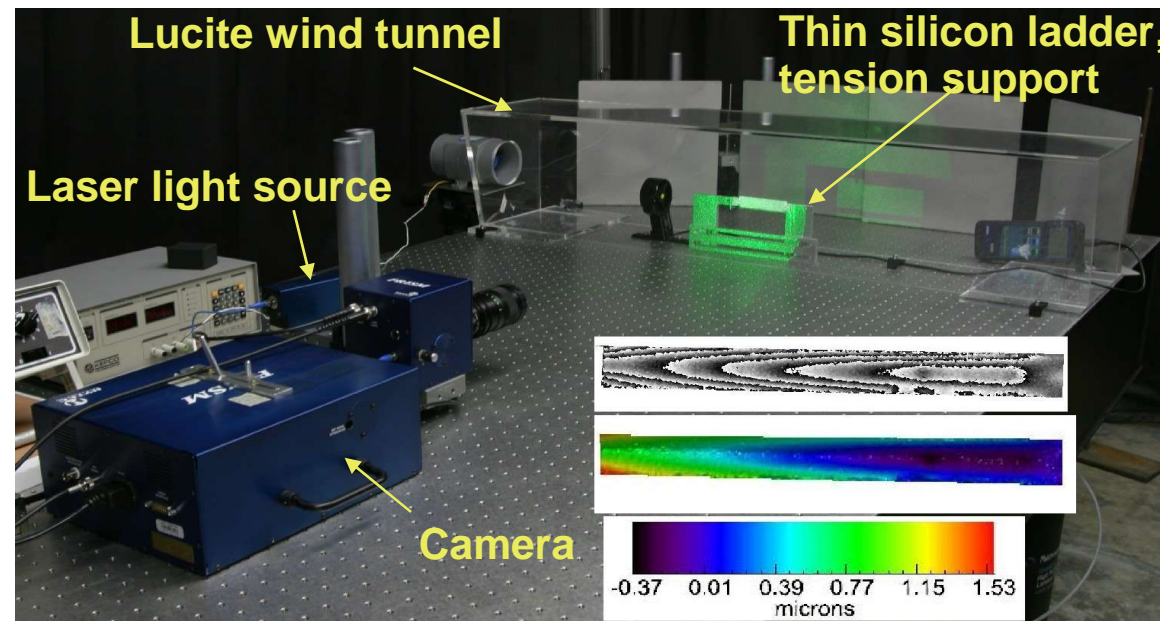 Lucite wind tunnel
Thin silicon ladder,
tension support
Laser light source
PRISM
PRISM
Camera
-0.37 0.01 0.39 0.77 1.15 1.53
microns